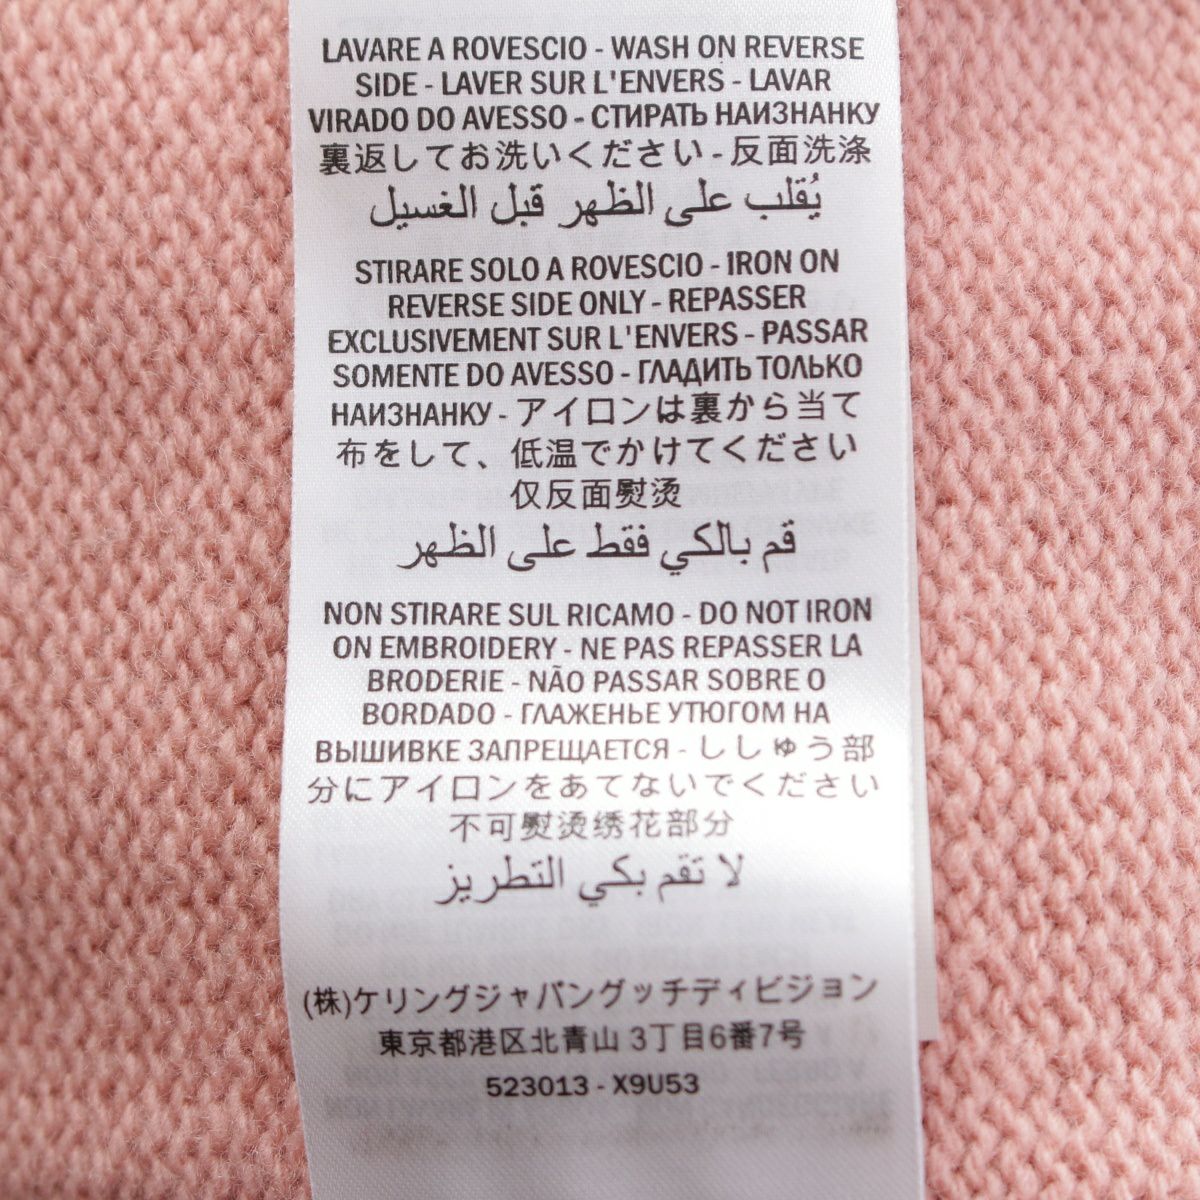 LAVARE A ROVESCIO - WASH ON REVERSE
SIDE - LAVER SUR L'ENVERS - LAVAR
VIRADO DO AVESSO - СТИРАТЬ НАИЗНАНКУ
裏返してお洗いください - 反面洗涤
يُقلب على الظهر قبل الغسيل
STIRARE SOLO A ROVESCIO - IRON ON
REVERSE SIDE ONLY - REPASSER
EXCLUSIVEMENT SUR L'ENVERS - PASSAR
SOMENTE DO AVESSO - ГЛАДИТЬ ТОЛЬКО
НАИЗНАНКУ - アイロンは裏から当て
布をして、低温でかけてください
仅反面熨烫
قم بالكي فقط على الظهر
NON STIRARE SUL RICAMO - DO NOT IRON
ON EMBROIDERY - NE PAS REPASSER LA
BRODERIE - NÃO PASSAR SOBRE O
BORDADO - ГЛАЖЕНЬЕ УТЮГОМ НА
ВЫШИВКЕ ЗАПРЕЩАЕТСЯ - ししゅう部
分にアイロンをあてないでください
不可熨烫绣花部分
لا تقم بكي التطريز
(株)ケリングジャパングッチディビジョン
東京都港区北青山 3丁目6番7号
523013 - X9U53